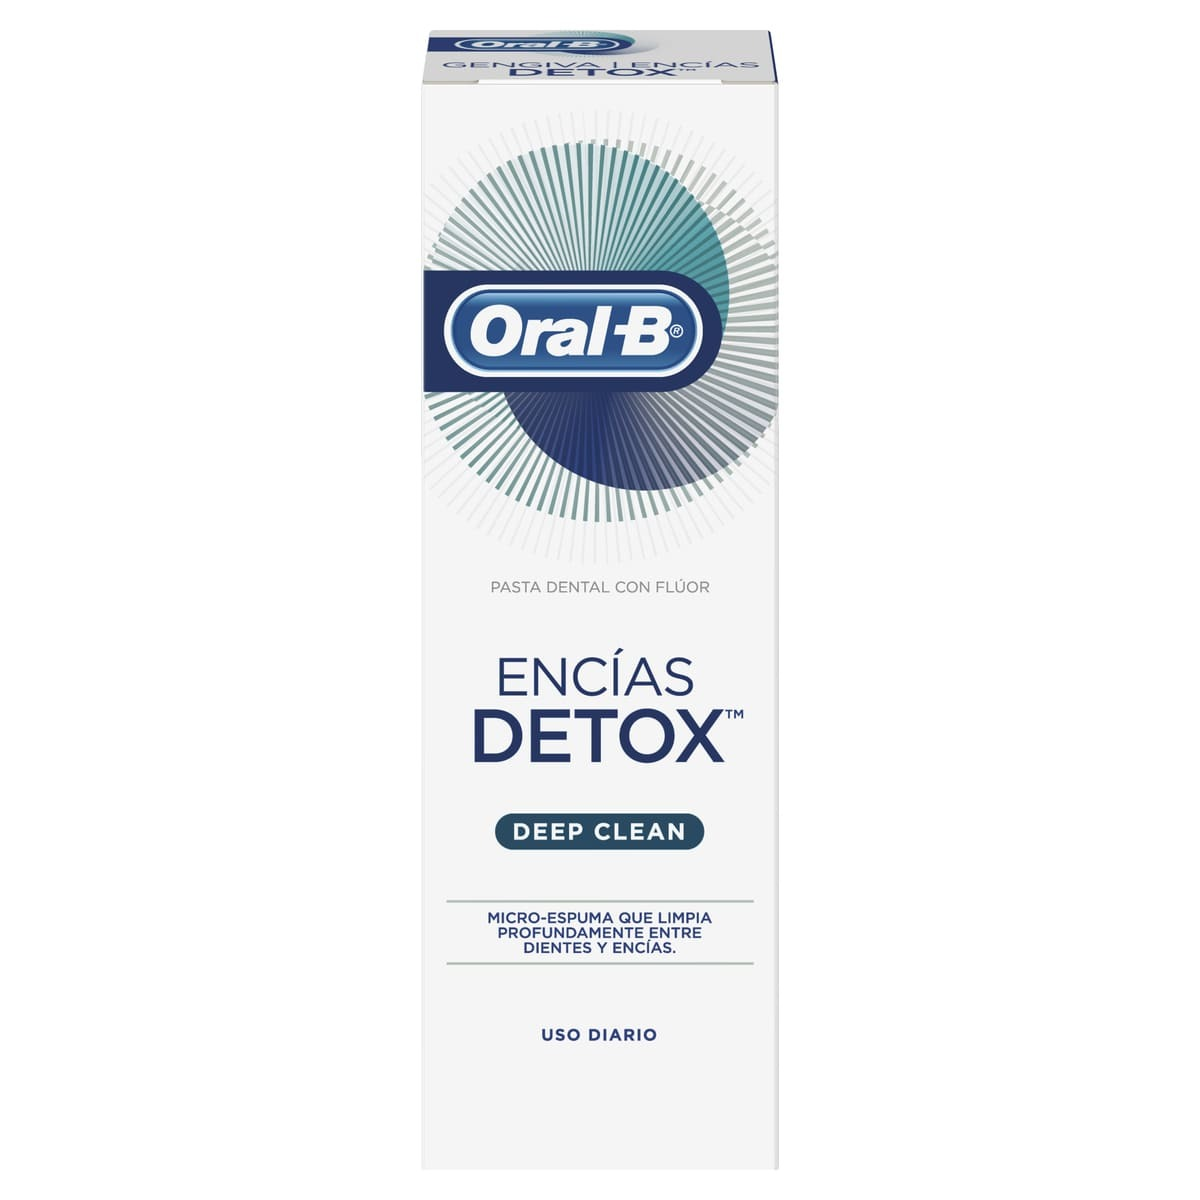 Oral-B
GENGIVA | ENCÍAS
DETOX™
Oral-B®
PASTA DENTAL CON FLÚOR
ENCÍAS
DETOX™
DEEP CLEAN
MICRO-ESPUMA QUE LIMPIA
PROFUNDAMENTE ENTRE
DIENTES Y ENCÍAS.
USO DIARIO